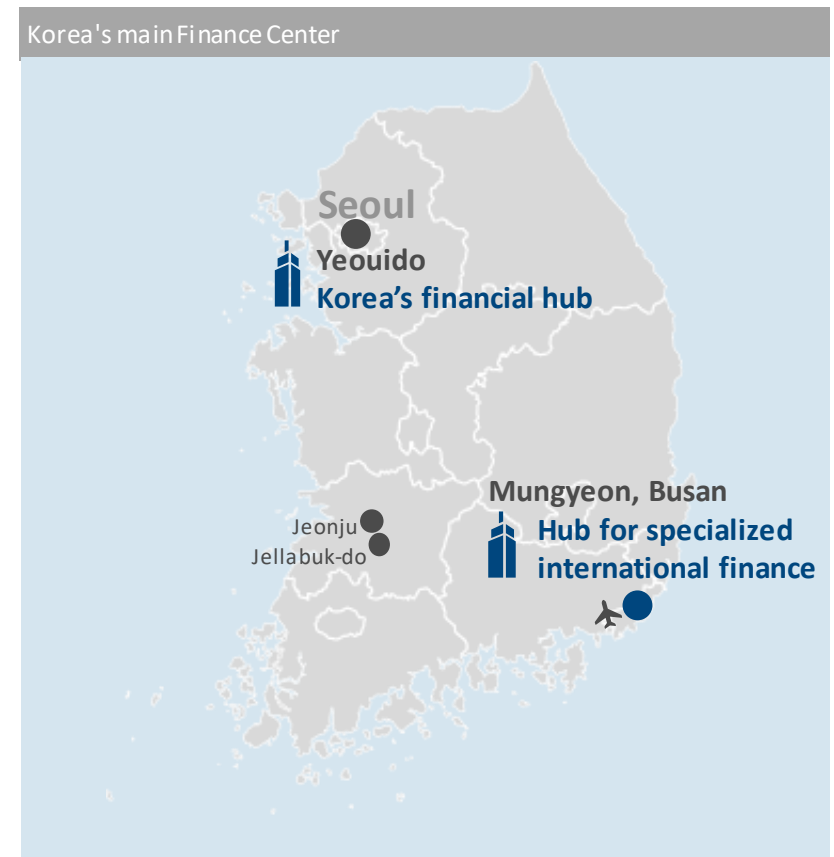 Korea's main Finance Center
Seoul
Yeouido
Korea's financial hub
Mungyeon, Busan
Hub for specialized
international finance
Jeonju
Jellabuk-do